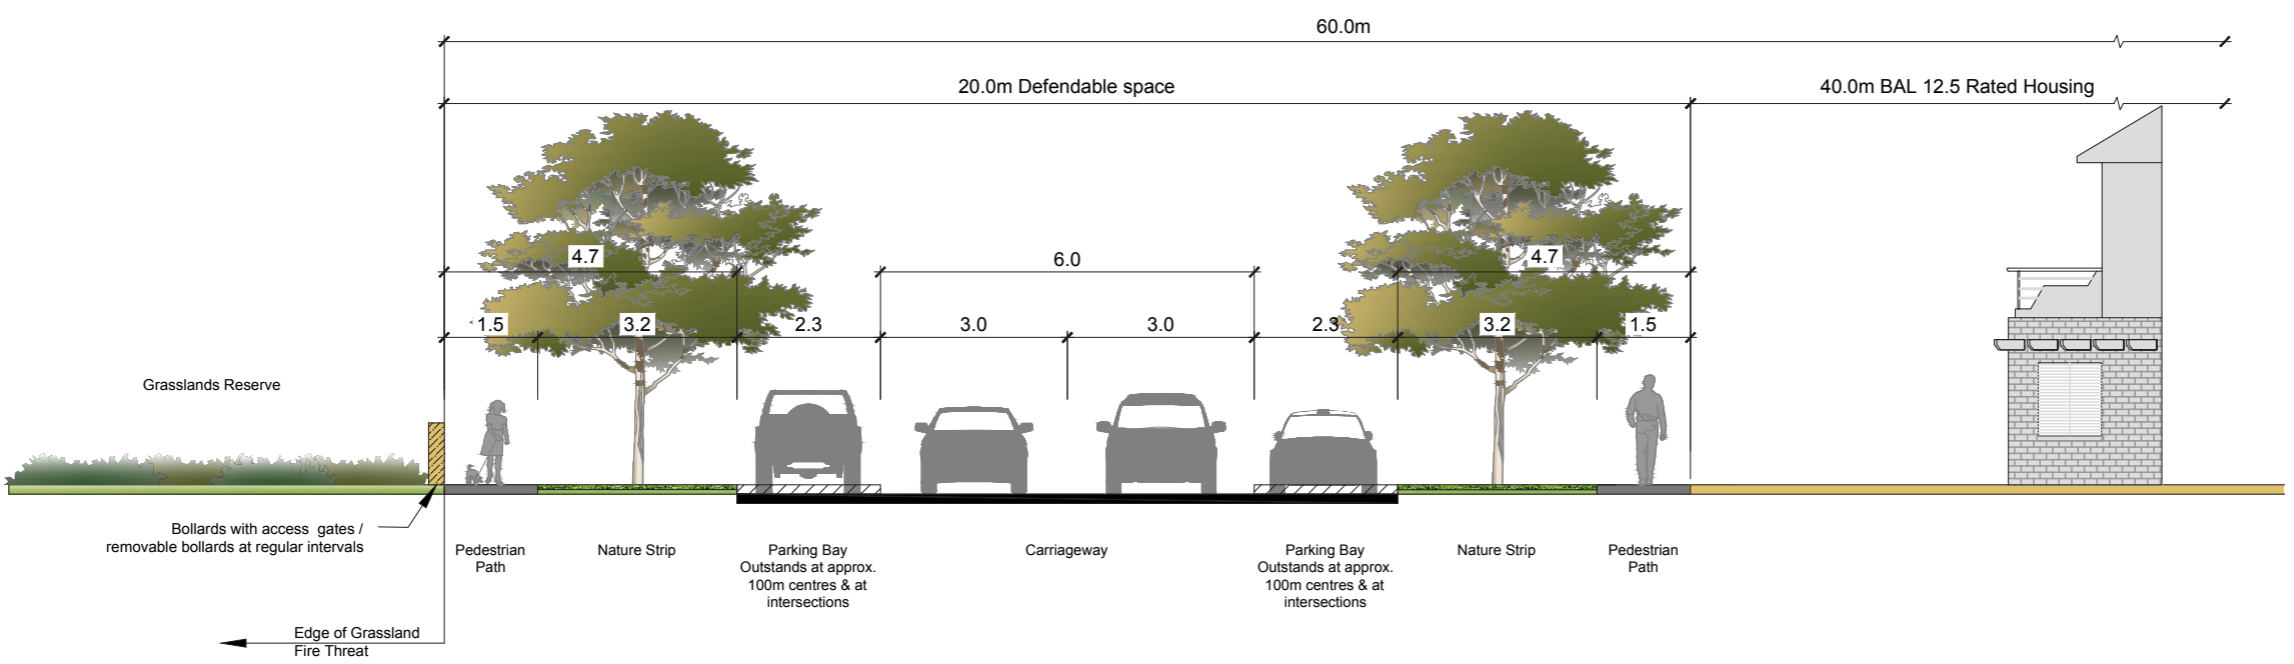 60.0m
20.0m Defendable space
40.0m BAL 12.5 Rated Housing
4.7
6.0
4.7
1.5
3.2
2.3
3.0
3.0
2.3
3.2
1.5
Grasslands Reserve
Bollards with access gates /
removable bollards at regular intervals
Pedestrian
Path
Nature Strip
Parking Bay
Outstands at approx.
100m centres & at
intersections
Carriageway
Parking Bay
Outstands at approx.
100m centres & at
intersections
Nature Strip
Pedestrian
Path
Edge of Grassland
Fire Threat